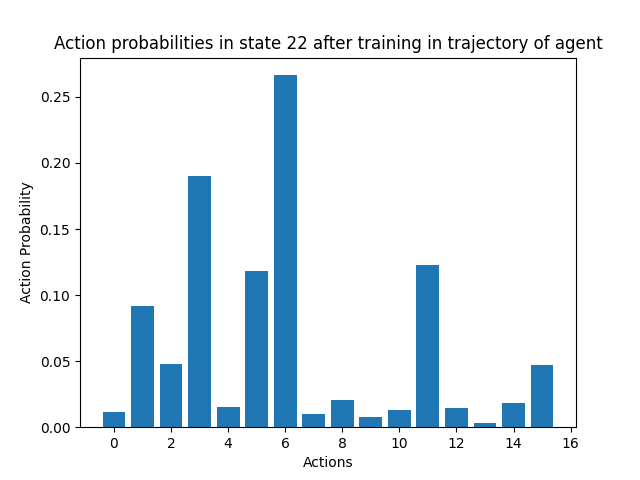 Action probabilities in state 22 after training in trajectory of agent
0.25
0.20
0.15
0.10
0.05
0.00
Action Probability
0 2 4 6 8 10 12 14 16
Actions